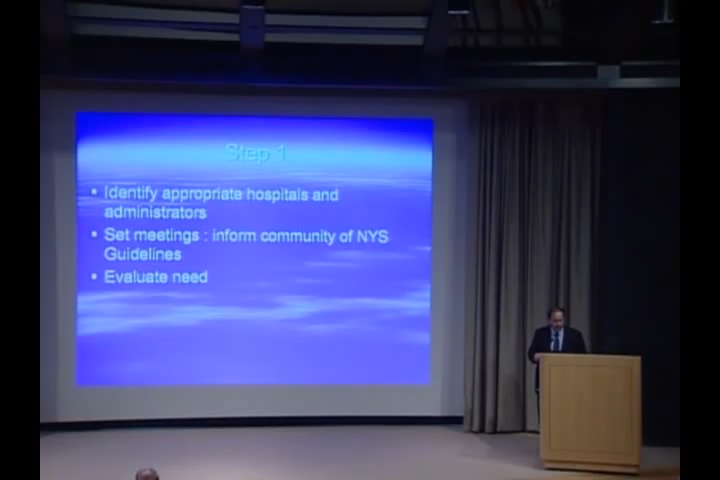 Step 1
▪ Identify appropriate hospitals and
administrators
▪ Set meetings : inform community of NYS
Guidelines
▪ Evaluate need